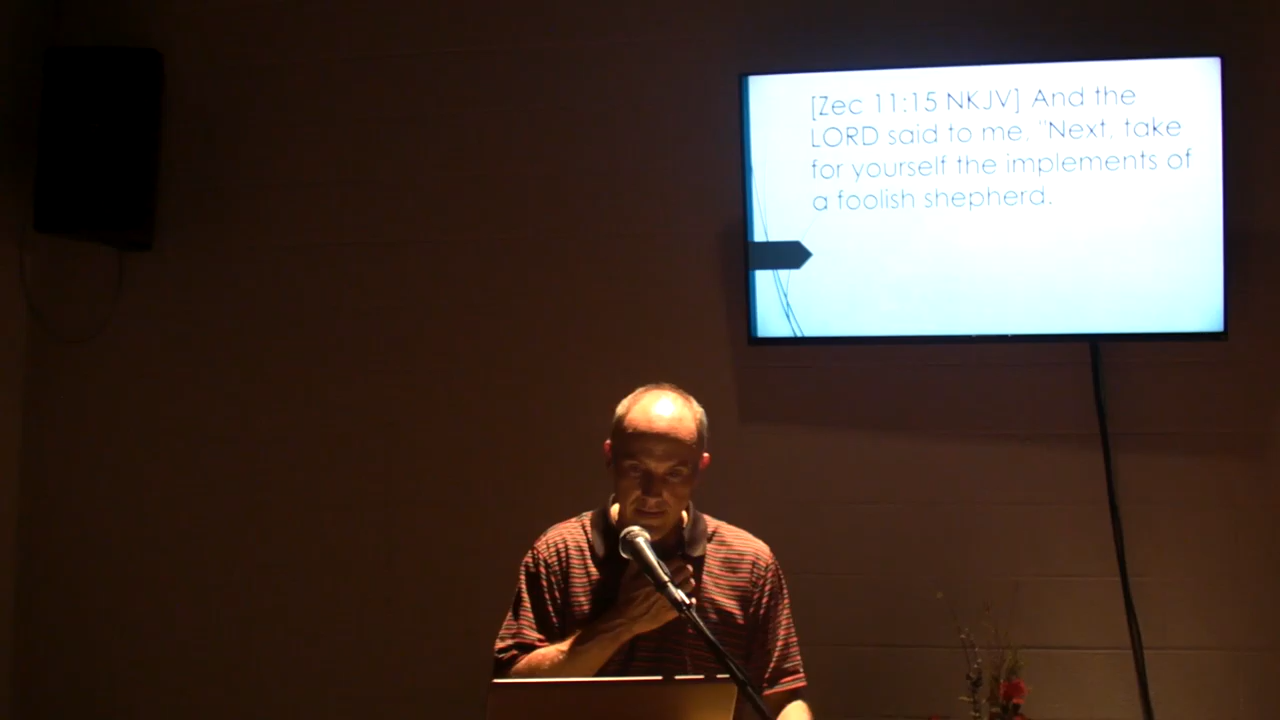 [Zec 11:15 NKJV] And the
LORD said to me, "Next, take
for yourself the implements of
a foolish shepherd.